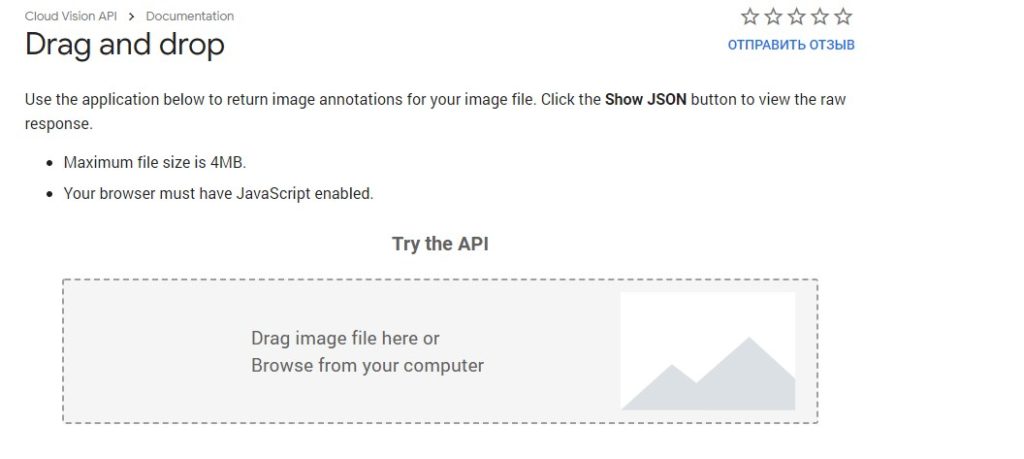 Cloud Vision API > Documentation
Drag and drop
ОТПРАВИТЬ ОТЗЫВ
Use the application below to return image annotations for your image file. Click the Show JSON button to view the raw
response.
• Maximum file size is 4MB.
• Your browser must have JavaScript enabled.
Try the API
Drag image file here or
Browse from your computer